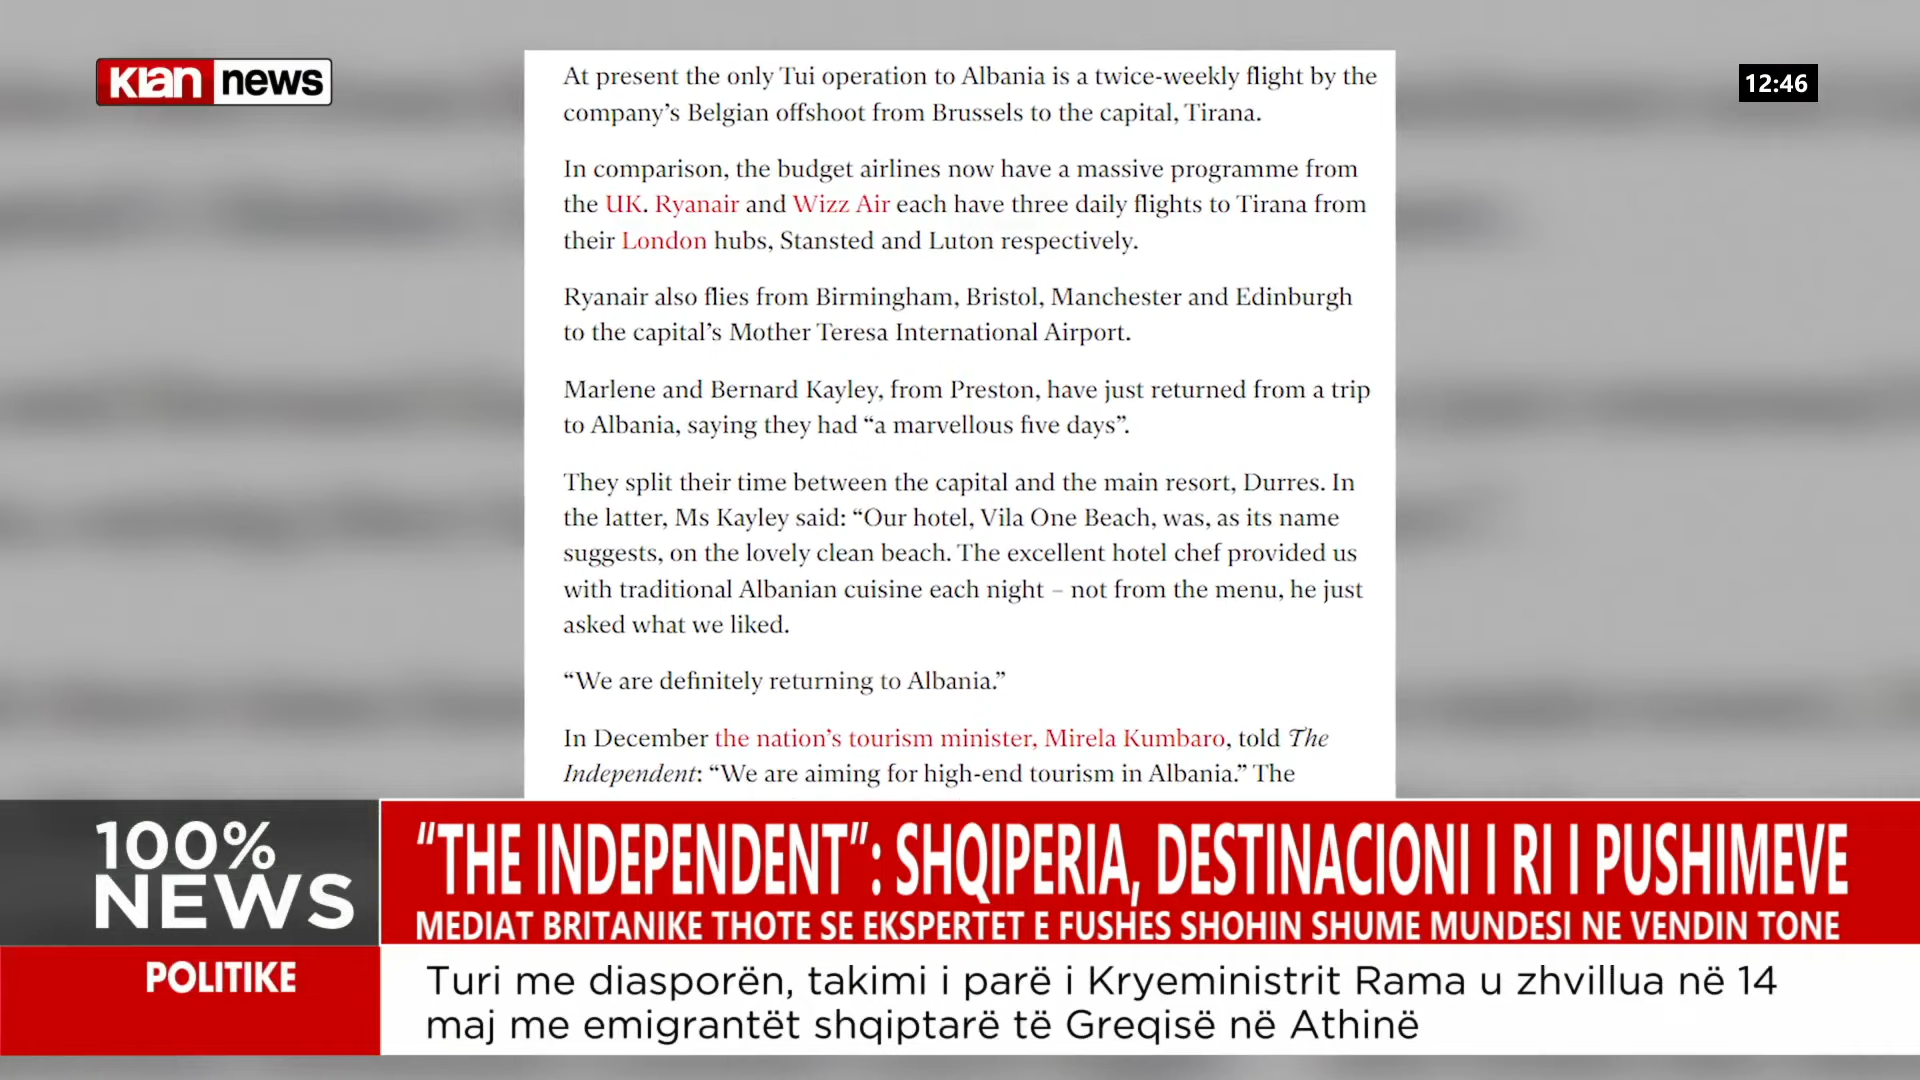 Klan news
12:46
At present the only Tui operation to Albania is a twice-weekly flight by the
company’s Belgian offshoot from Brussels to the capital, Tirana.
In comparison, the budget airlines now have a massive programme from
the UK. Ryanair and Wizz Air each have three daily flights to Tirana from
their London hubs, Stansted and Luton respectively.
Ryanair also flies from Birmingham, Bristol, Manchester and Edinburgh
to the capital’s Mother Teresa International Airport.
Marlene and Bernard Kayley, from Preston, have just returned from a trip
to Albania, saying they had “a marvellous five days”.
They split their time between the capital and the main resort, Durres. In
the latter, Ms Kayley said: “Our hotel, Vila One Beach, was, as its name
suggests, on the lovely clean beach. The excellent hotel chef provided us
with traditional Albanian cuisine each night – not from the menu, he just
asked what we liked.
“We are definitely returning to Albania.”
In December the nation’s tourism minister, Mirela Kumbaro, told The
Independent: “We are aiming for high-end tourism in Albania.” The
100%
NEWS
“THE INDEPENDENT”: SHQIPERIA, DESTINACIONI I RI I PUSHIMEVE
MEDIAT BRITANIKE THOTE SE EKSPERTET E FUSHES SHOHIN SHUME MUNDESI NE VENDIN TONE
POLITIKE
Turi me diasporën, takimi i parë i Kryeministrit Rama u zhvillua në 14
maj me emigrantët shqiptarë të Greqisë në Athinë